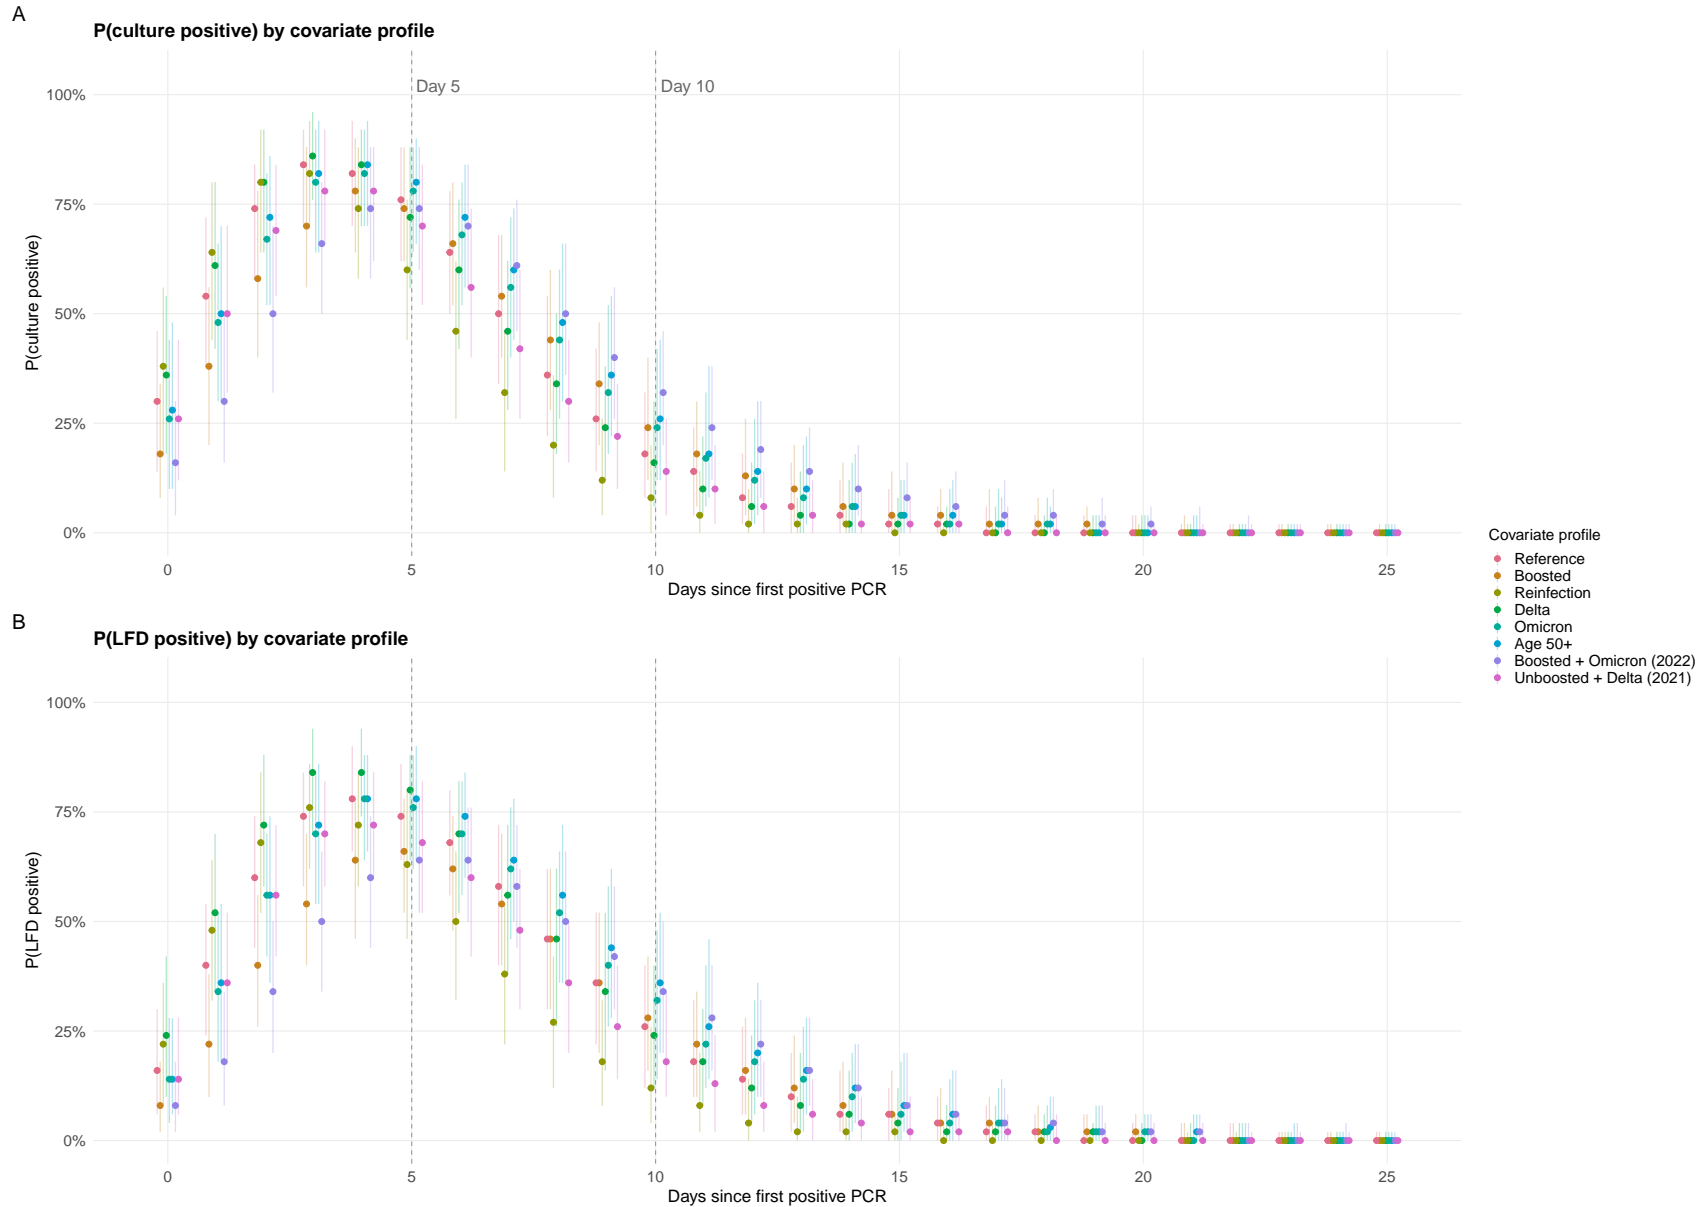 A
P(culture positive) by covariate profile
Day 5
Day 10
100%
75%
50%
25%
0%
P(culture positive)
0 5 10 15 20 25
Days since first positive PCR
Covariate profile
Reference
Boosted
Reinfection
Delta
Omicron
Age 50+
Boosted + Omicron (2022)
Unboosted + Delta (2021)
B
P(LFD positive) by covariate profile
100%
75%
50%
25%
0%
P(LFD positive)
0 5 10 15 20 25
Days since first positive PCR